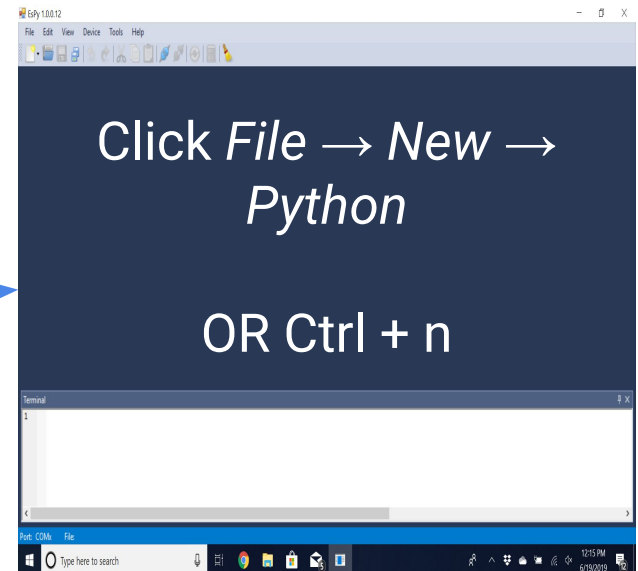 EsPy 1.0.0.12
File Edit View Device Tools Help
Click File → New →
Python
OR Ctrl + n
Terminal
1
Port: COMx File:
Type here to search
12:15 PM
6/19/2019